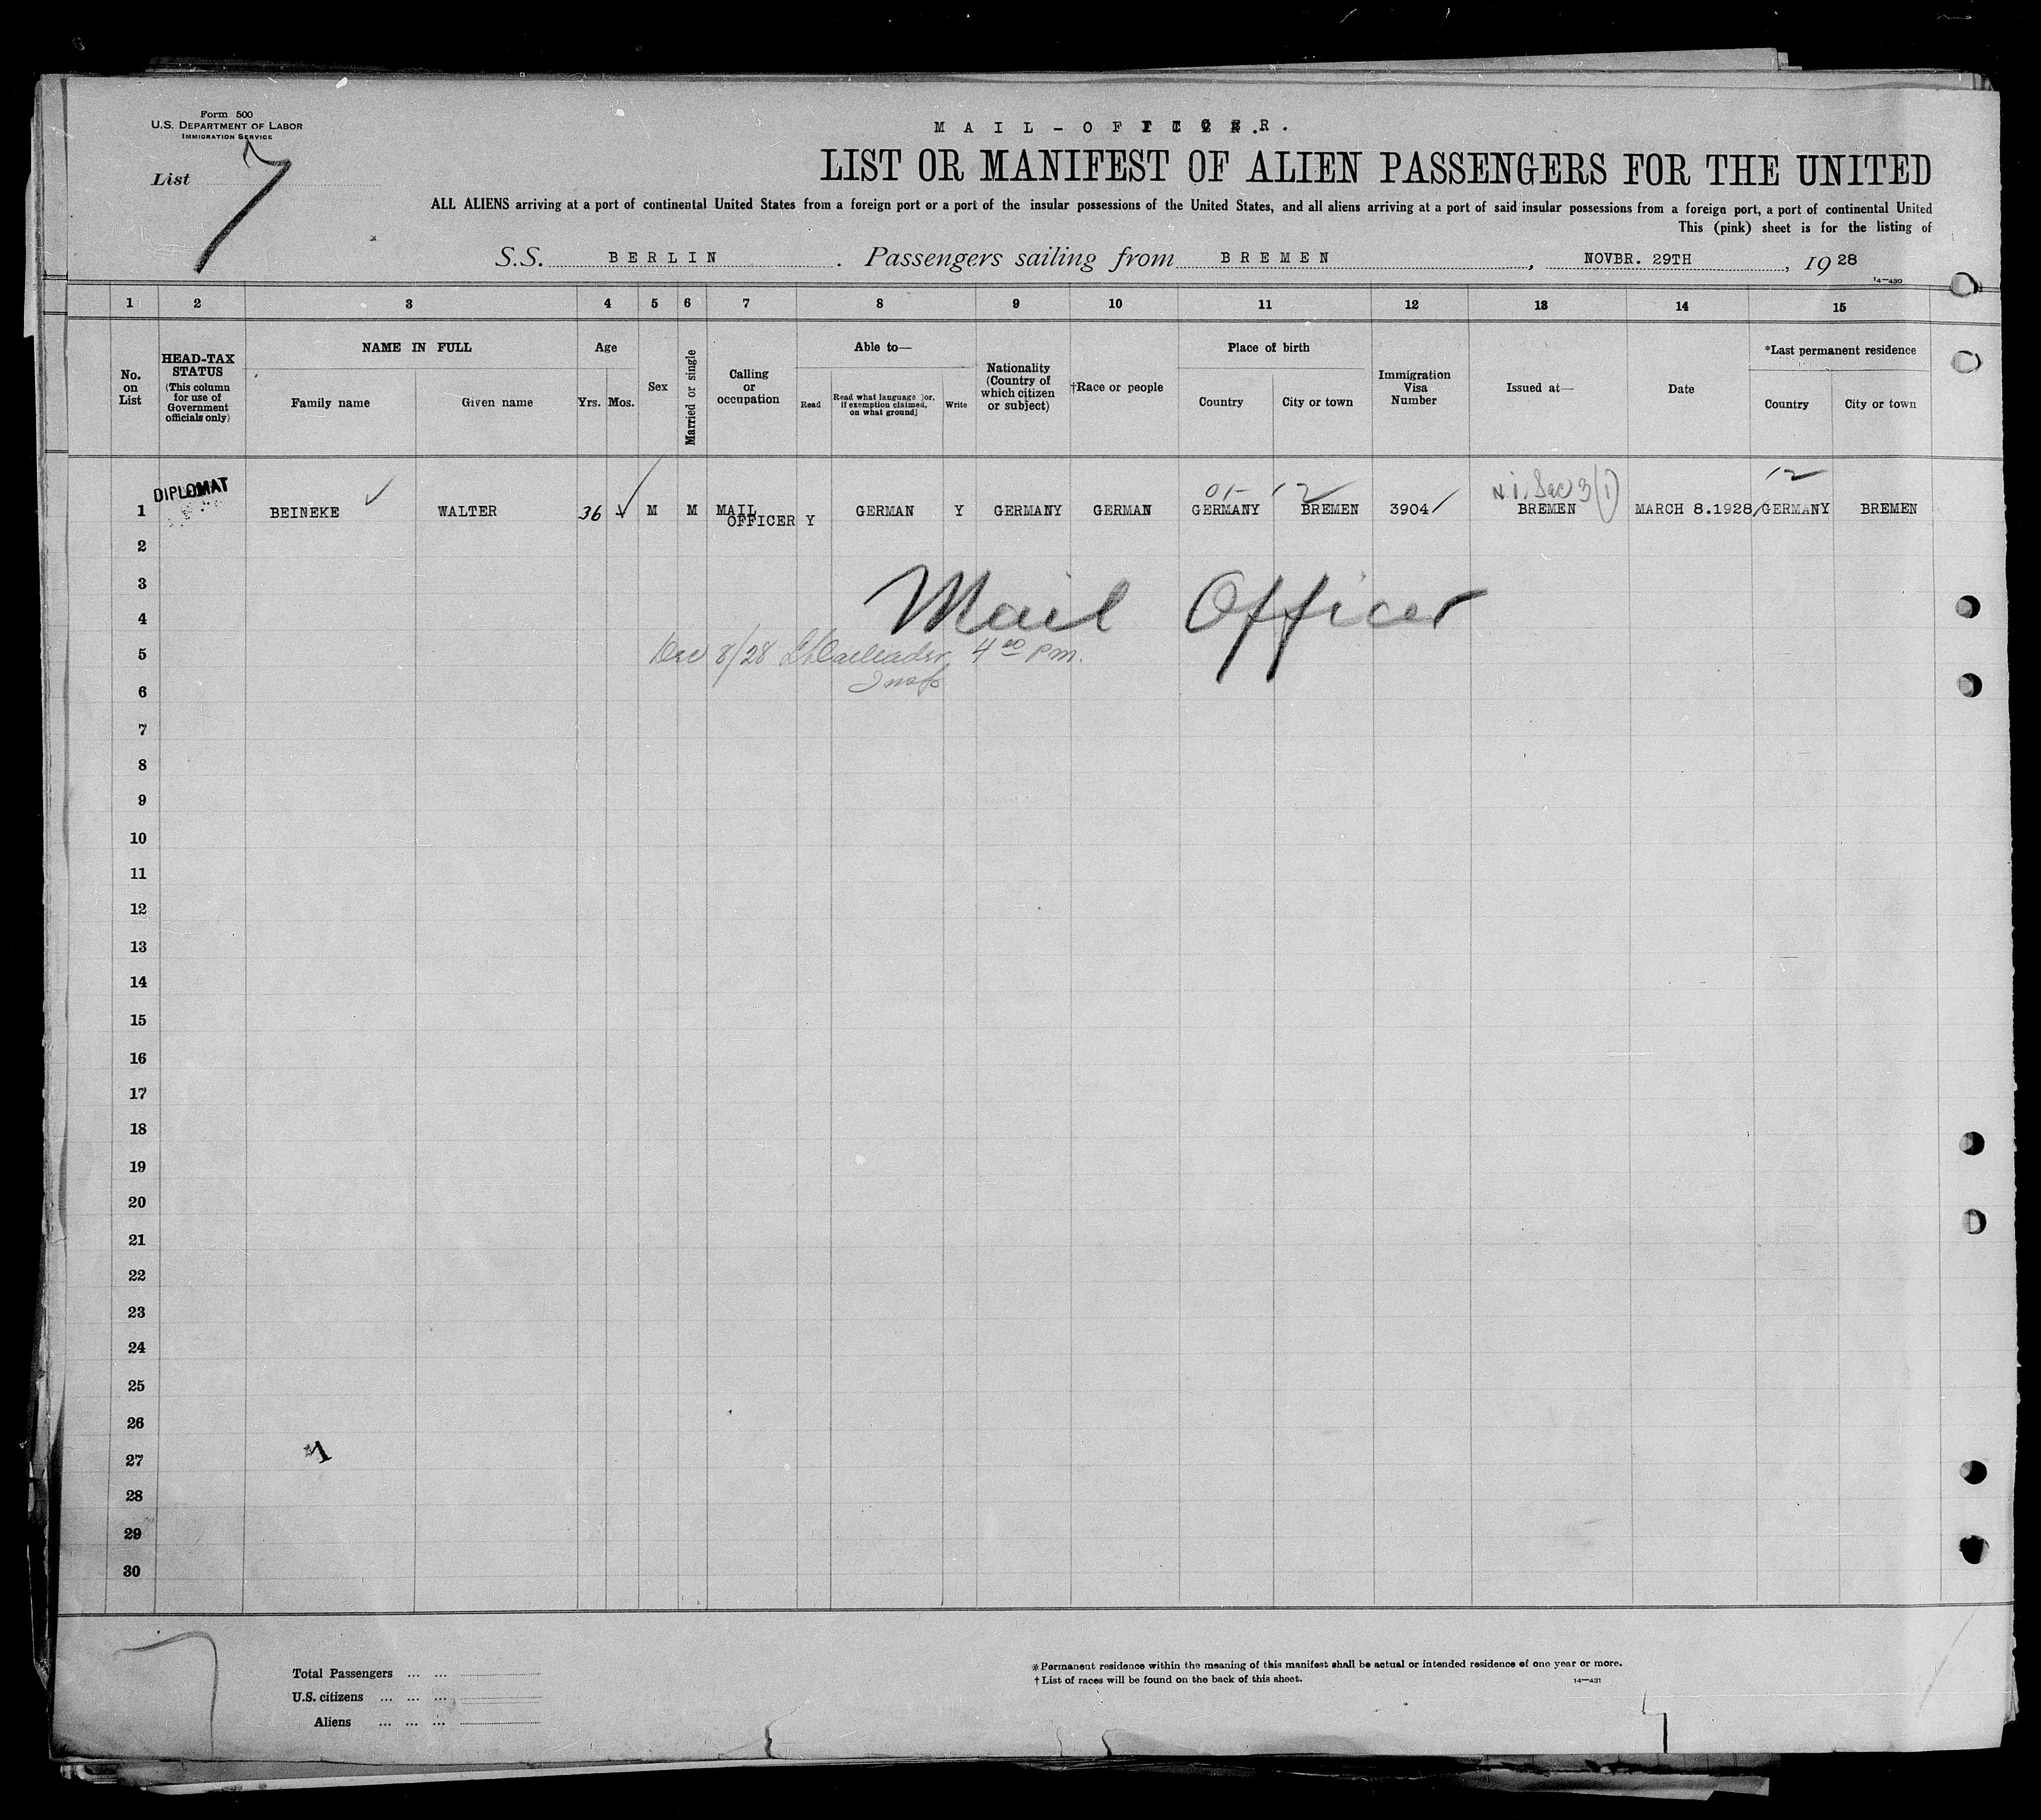 Form 500
U.S. DEPARTMENT OF LABOR
IMMIGRATION SERVICE
List 7
MAIL-OFFICER.
LIST OR MANIFEST OF ALIEN PASSENGERS FOR THE UNITED
ALL ALIENS arriving at a port of continental United States from a foreign port or a port of the insular possessions of the United States, and all aliens arriving at a port of said insular possessions from a foreign port, a port of continental United
This (pink) sheet is for the listing of
S.S. BERLIN. Passengers sailing from BREMEN, NOVBR. 29TH, 1928
14—430
1 2 3 4 5 6 7 8 9 10 11 12 13 14 15
No. on List
HEAD-TAX STATUS (This column for use of Government officials only)
NAME IN FULL
Family name Given name
Age
Yrs. Mos.
Sex
Married or single
Calling or occupation
Able to—
Read
Read what language [or, if exemption claimed, on what ground]
Write
Nationality (Country of which citizen or subject)
†Race or people
Place of birth
Country City or town
Immigration Visa Number
Issued at—
Date
*Last permanent residence
Country City or town
01- 12 12
1 DIPLOMAT BEINEKE WALTER 36 M M MAIL OFFICER Y GERMAN Y GERMANY GERMAN GERMANY BREMEN 3904 BREMEN MARCH 8.1928 GERMANY BREMEN
2
3
Mail Officer
4
5
Dec 8/28 4 00 pm.
Insp
6
7
8
9
10
11
12
13
14
15
16
17
18
19
20
21
22
23
24
25
26
27
28
29
30
Total Passengers ... ...
U.S. citizens ... ... ...
Aliens ... ... ...
*Permanent residence within the meaning of this manifest shall be actual or intended residence of one year or more.
†List of races will be found on the back of this sheet.
14—431